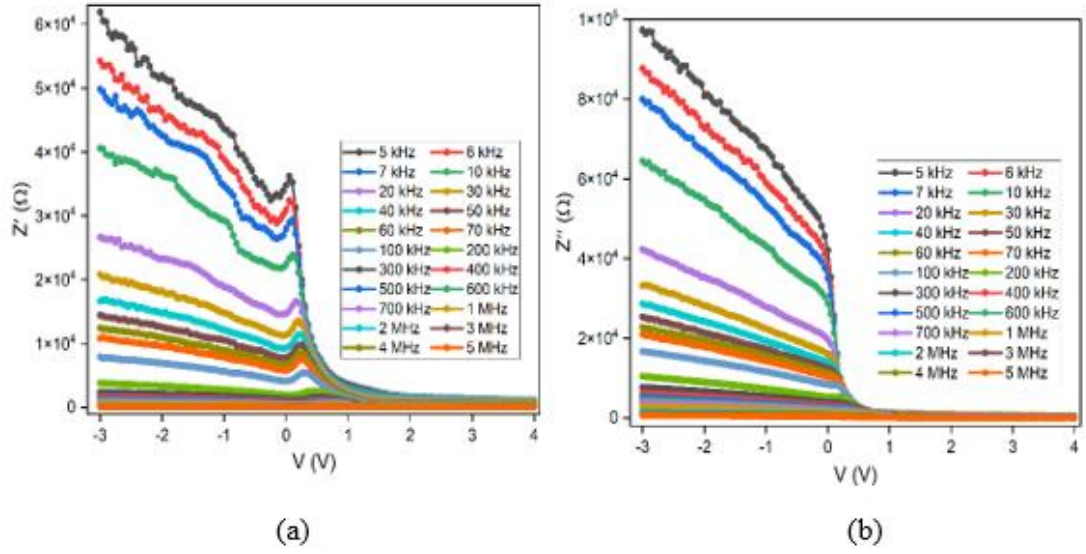 6×10⁴
5×10⁴
4×10⁴
3×10⁴
2×10⁴
1×10⁴
0
Z' (Ω)
-3 -2 -1 0 1 2 3 4
V (V)
5 kHz 6 kHz
7 kHz 10 kHz
20 kHz 30 kHz
40 kHz 50 kHz
60 kHz 70 kHz
100 kHz 200 kHz
300 kHz 400 kHz
500 kHz 600 kHz
700 kHz 1 MHz
2 MHz 3 MHz
4 MHz 5 MHz
(a)
1×10⁵
8×10⁴
6×10⁴
4×10⁴
2×10⁴
0
Z'' (Ω)
-3 -2 -1 0 1 2 3 4
V (V)
5 kHz 6 kHz
7 kHz 10 kHz
20 kHz 30 kHz
40 kHz 50 kHz
60 kHz 70 kHz
100 kHz 200 kHz
300 kHz 400 kHz
500 kHz 600 kHz
700 kHz 1 MHz
2 MHz 3 MHz
4 MHz 5 MHz
(b)